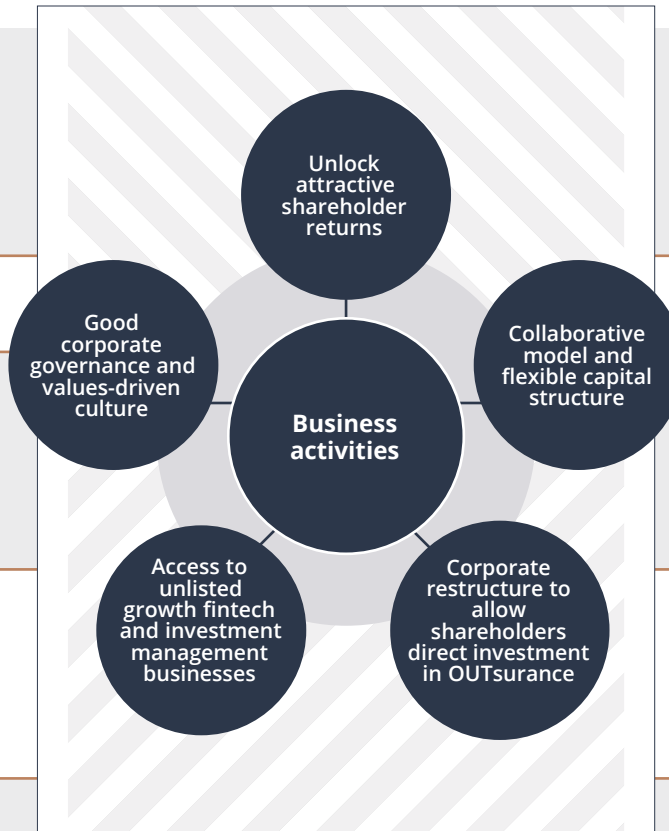 Unlock
attractive
shareholder
returns
Good
corporate
governance and
values-driven
culture
Collaborative
model and
flexible capital
structure
Business
activities
Access to
unlisted
growth fintech
and investment
management
businesses
Corporate
restructure to
allow
shareholders
direct investment
in OUTsurance